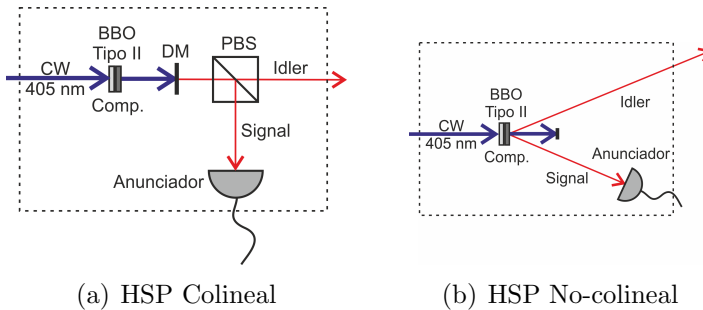 BBO
Tipo II
DM
PBS
CW
405 nm
Idler
Comp.
Signal
Anunciador
(a) HSP Colineal
BBO
Tipo II
Idler
CW
405 nm
Comp.
Anunciador
Signal
(b) HSP No-colineal